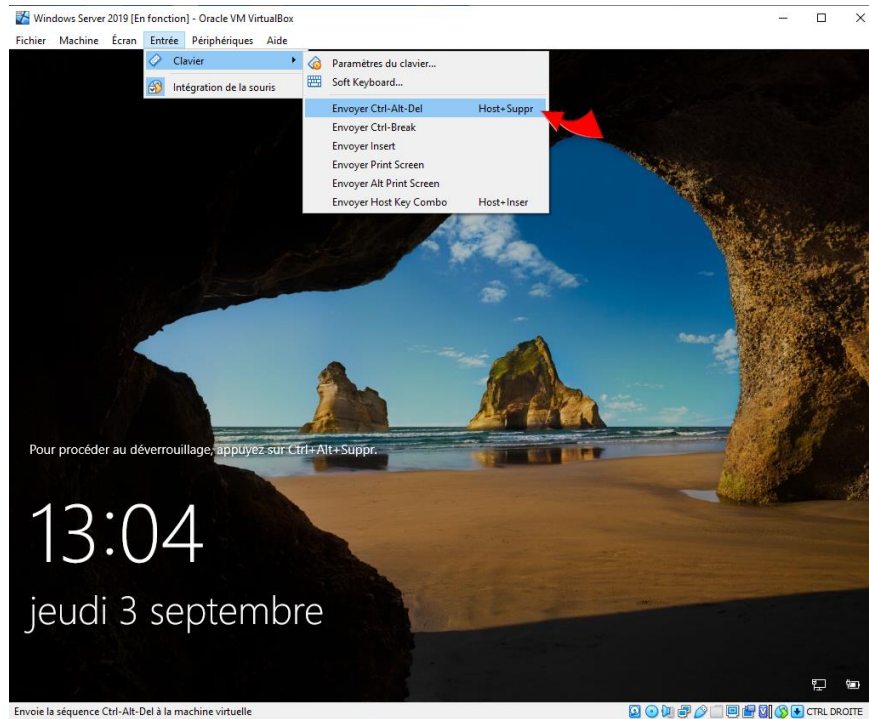 Windows Server 2019 [En fonction] - Oracle VM VirtualBox
Fichier Machine Écran Entrée Périphériques Aide
Clavier
Intégration de la souris
Paramètres du clavier...
Soft Keyboard...
Envoyer Ctrl-Alt-Del Host+Suppr
Envoyer Ctrl-Break
Envoyer Insert
Envoyer Print Screen
Envoyer Alt Print Screen
Envoyer Host Key Combo Host+Inser
Pour procéder au déverrouillage, appuyez sur Ctrl+Alt+Suppr.
13:04
jeudi 3 septembre
Envoie la séquence Ctrl-Alt-Del à la machine virtuelle CTRL DROITE